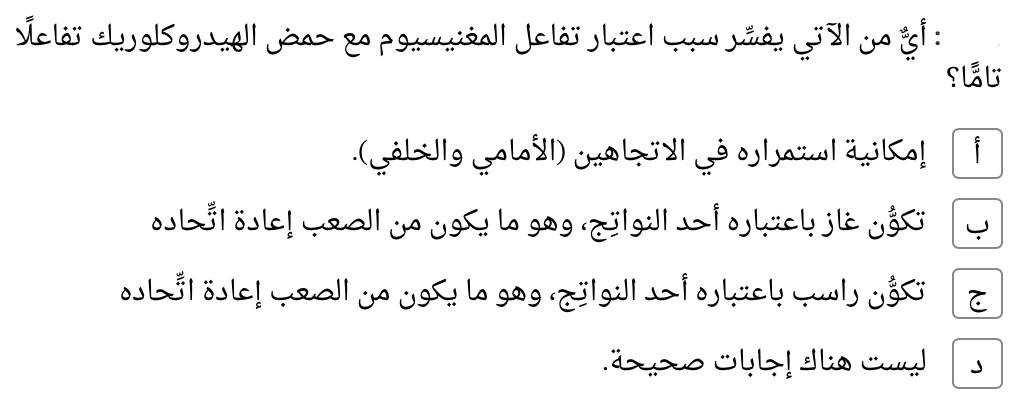 : أيٌّ من الآتي يفسِّر سبب اعتبار تفاعل المغنيسيوم مع حمض الهيدروكلوريك تفاعلًا
تامًّا؟
أ إمكانية استمراره في الاتجاهين (الأمامي والخلفي).
ب تكوُّن غاز باعتباره أحد النواتِج، وهو ما يكون من الصعب إعادة اتِّحاده
ج تكوُّن راسب باعتباره أحد النواتِج، وهو ما يكون من الصعب إعادة اتِّحاده
د ليست هناك إجابات صحيحة.